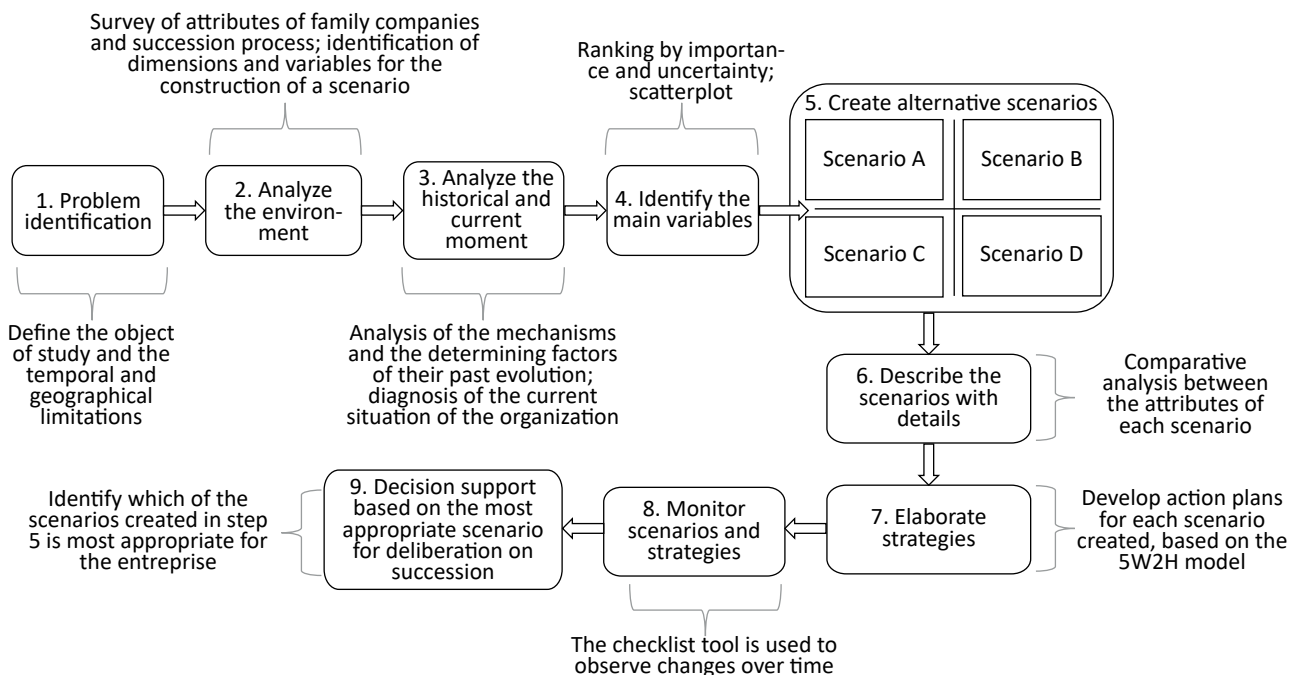 Survey of attributes of family companies
and succession process; identification of
dimensions and variables for the
construction of a scenario
Ranking by importan-
ce and uncertainty;
scatterplot
1. Problem
identification
2. Analyze
the environ-
ment
3. Analyze the
historical and
current
moment
4. Identify the
main variables
5. Create alternative scenarios
Scenario A
Scenario B
Scenario C
Scenario D
Define the object
of study and the
temporal and
geographical
limitations
Analysis of the mechanisms
and the determining factors
of their past evolution;
diagnosis of the current
situation of the organization
6. Describe the
scenarios with
details
Comparative
analysis between
the attributes of
each scenario
7. Elaborate
strategies
Develop action plans
for each scenario
created, based on the
5W2H model
8. Monitor
scenarios and
strategies
The checklist tool is used to
observe changes over time
9. Decision support
based on the most
appropriate scenario
for deliberation on
succession
Identify which of the
scenarios created in step
5 is most appropriate for
the entreprise